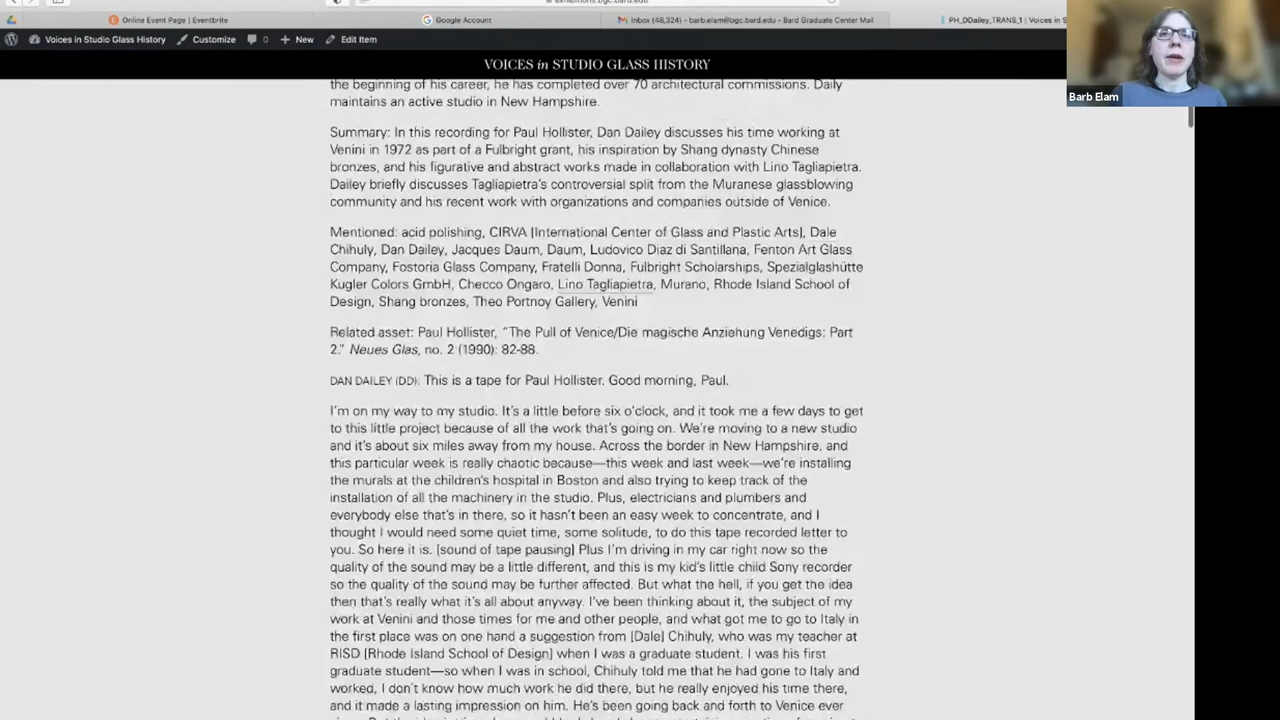 exhibitions.bgc.bard.edu
Online Event Page | Eventbrite
Google Account
Inbox (48,324) – barb.elam@bgc.bard.edu – Bard Graduate Center Mail
PH_DDailey_TRANS_1 | Voices in S
Voices in Studio Glass History
Customize
0
+ New
Edit Item
Barb Elam
VOICES in STUDIO GLASS HISTORY
the beginning of his career, he has completed over 70 architectural commissions. Daily
maintains an active studio in New Hampshire.
Summary: In this recording for Paul Hollister, Dan Dailey discusses his time working at
Venini in 1972 as part of a Fulbright grant, his inspiration by Shang dynasty Chinese
bronzes, and his figurative and abstract works made in collaboration with Lino Tagliapietra.
Dailey briefly discusses Tagliapietra's controversial split from the Muranese glassblowing
community and his recent work with organizations and companies outside of Venice.
Mentioned: acid polishing, CIRVA [International Center of Glass and Plastic Arts], Dale
Chihuly, Dan Dailey, Jacques Daum, Daum, Ludovico Diaz di Santillana, Fenton Art Glass
Company, Fostoria Glass Company, Fratelli Donna, Fulbright Scholarships, Spezialglashütte
Kugler Colors GmbH, Checco Ongaro, Lino Tagliapietra, Murano, Rhode Island School of
Design, Shang bronzes, Theo Portnoy Gallery, Venini
Related asset: Paul Hollister, “The Pull of Venice/Die magische Anziehung Venedigs: Part
2.” Neues Glas, no. 2 (1990): 82-88.
DAN DAILEY (DD): This is a tape for Paul Hollister. Good morning, Paul.
I'm on my way to my studio. It's a little before six o'clock, and it took me a few days to get
to this little project because of all the work that's going on. We're moving to a new studio
and it's about six miles away from my house. Across the border in New Hampshire, and
this particular week is really chaotic because—this week and last week—we're installing
the murals at the children's hospital in Boston and also trying to keep track of the
installation of all the machinery in the studio. Plus, electricians and plumbers and
everybody else that's in there, so it hasn't been an easy week to concentrate, and I
thought I would need some quiet time, some solitude, to do this tape recorded letter to
you. So here it is. [sound of tape pausing] Plus I'm driving in my car right now so the
quality of the sound may be a little different, and this is my kid's little child Sony recorder
so the quality of the sound may be further affected. But what the hell, if you get the idea
then that's really what it's all about anyway. I've been thinking about it, the subject of my
work at Venini and those times for me and other people, and what got me to go to Italy in
the first place was on one hand a suggestion from [Dale] Chihuly, who was my teacher at
RISD [Rhode Island School of Design] when I was a graduate student. I was his first
graduate student—so when I was in school, Chihuly told me that he had gone to Italy and
worked, I don't know how much work he did there, but he really enjoyed his time there,
and it made a lasting impression on him. He's been going back and forth to Venice ever